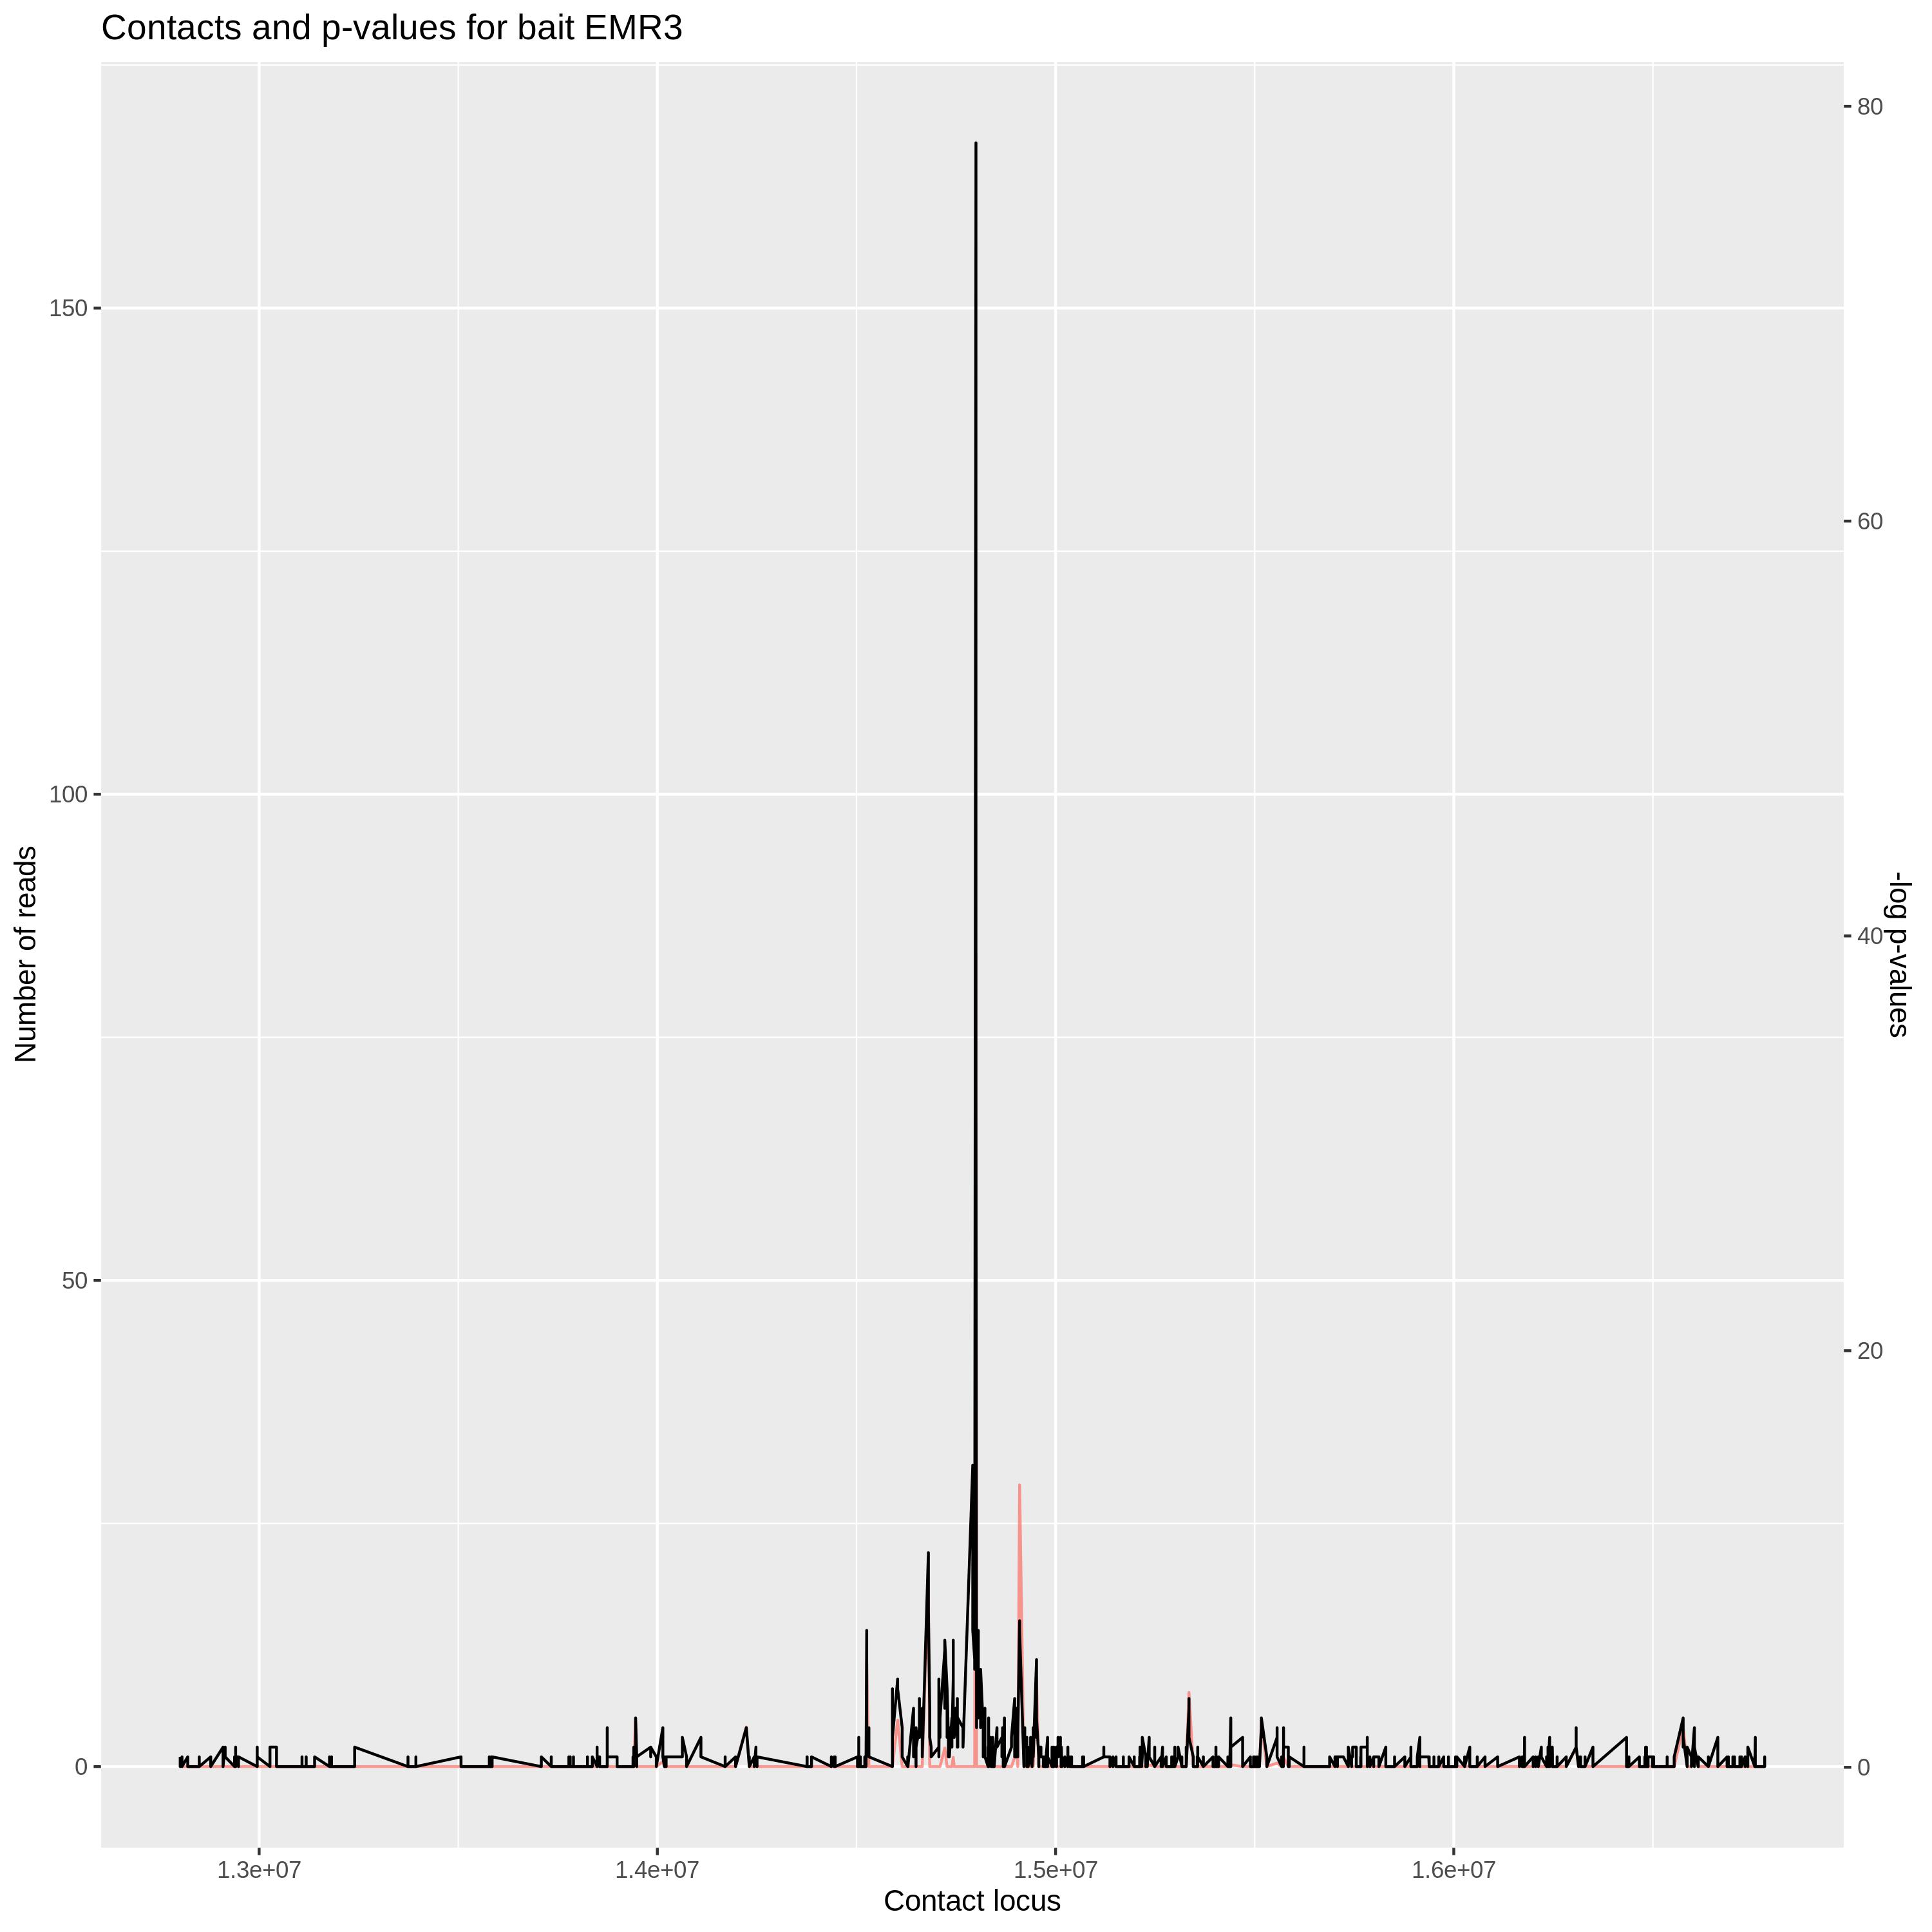 Contacts and p-values for bait EMR3
Number of reads
150
100
50
0
80
60
40
20
0
-log p-values
1.3e+07
1.4e+07
1.5e+07
1.6e+07
Contact locus